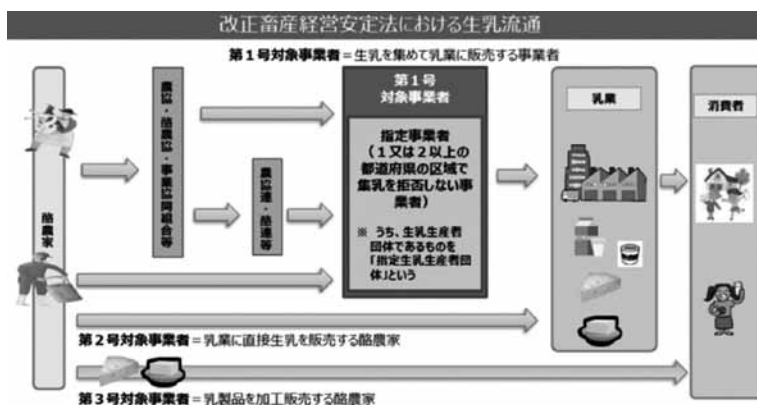 改正畜産経営安定法における生乳流通
第１号対象事業者＝生乳を集めて乳業に販売する事業者
酪農家
農協・酪農協・事業協同組合等
農協連・酪連等
第１号
対象事業者
指定事業者
（１又は２以上の
都道府県の区域で
集乳を拒否しない事
業者）
※ うち、生乳生産者
団体であるものを
「指定生乳生産者団
体」という
乳業
消費者
第２号対象事業者＝乳業に直接生乳を販売する酪農家
第３号対象事業者＝乳製品を加工販売する酪農家